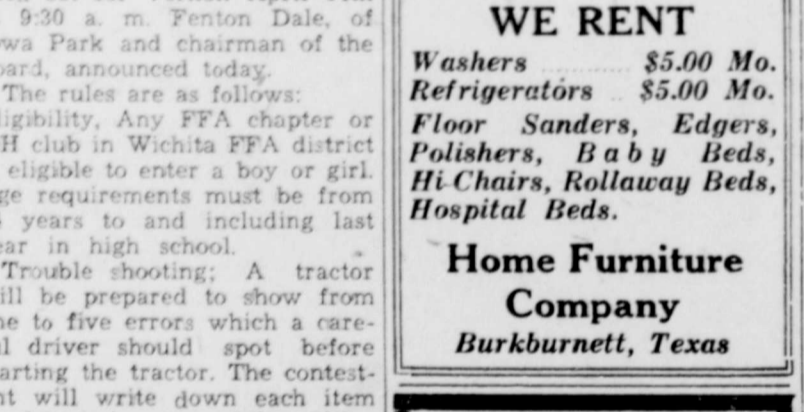 9:30 a. m. Fenton Dale, of
wa Park and chairman of the
ard, announced today.
The rules are as follows:
igibility, Any FFA chapter or
H club in Wichita FFA district
eligible to enter a boy or girl.
ge requirements must be from
years to and including last
ar in high school.
Trouble shooting; A tractor
ill be prepared to show from
ne to five errors which a care-
l driver should spot before
arting the tractor. The contest-
nt will write down each item
WE RENT
Washers $5.00 Mo.
Refrigerators $5.00 Mo.
Floor Sanders, Edgers,
Polishers, Baby Beds,
Hi-Chairs, Rollaway Beds,
Hospital Beds.
Home Furniture
Company
Burkburnett, Texas